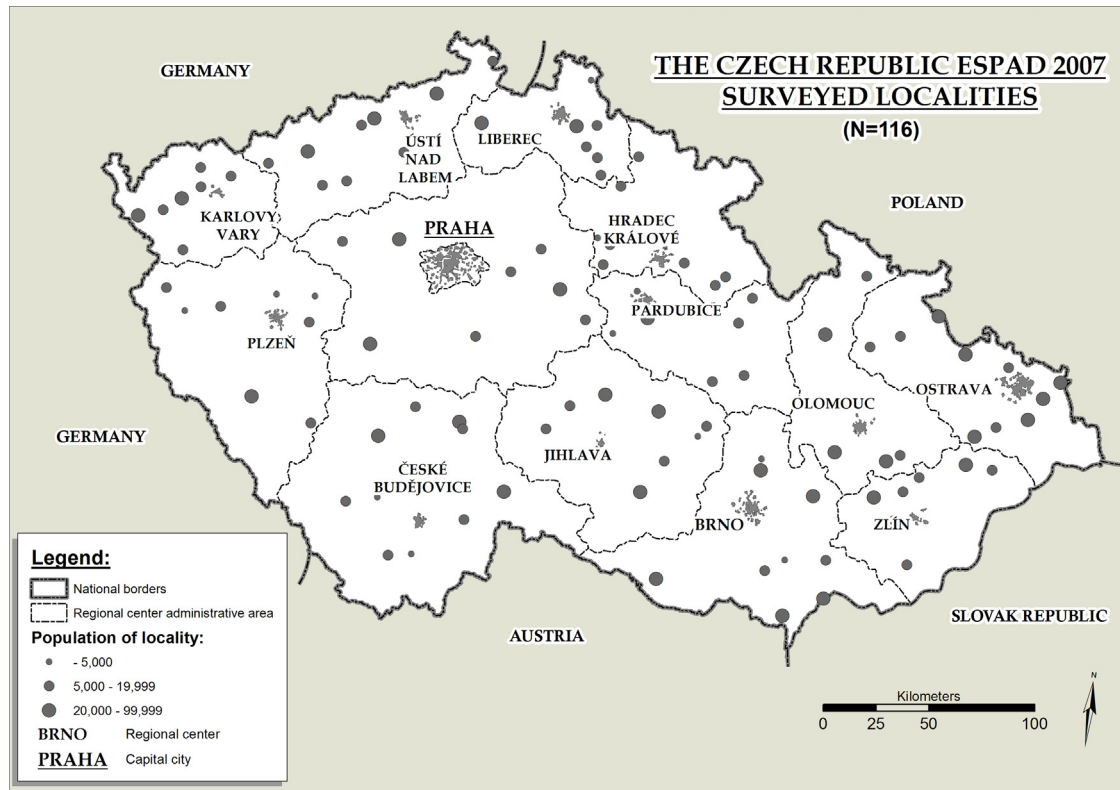 THE CZECH REPUBLIC ESPAD 2007
SURVEYED LOCALITIES
(N=116)
GERMANY
ÚSTÍ
NAD
LABEM
LIBEREC
KARLOVY
VARY
PRAHA
HRADEC
KRÁLOVÉ
POLAND
PARDUBICE
PLZEŇ
OSTRAVA
OLOMOUC
GERMANY
JIHLAVA
ČESKÉ
BUDĚJOVICE
BRNO
ZLÍN
SLOVAK REPUBLIC
AUSTRIA
Legend:
National borders
Regional center administrative area
Population of locality:
- 5,000
5,000 - 19,999
20,000 - 99,999
BRNO Regional center
PRAHA Capital city
Kilometers
0 25 50 100
N